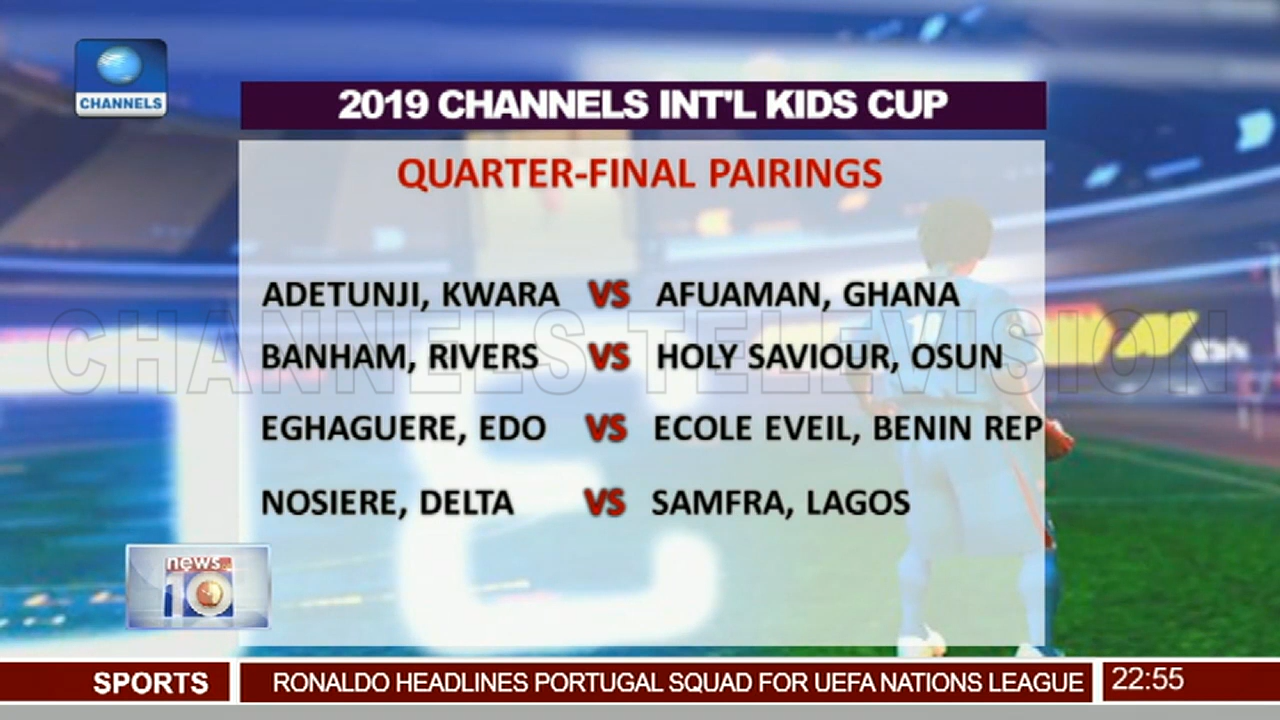 CHANNELS
2019 CHANNELS INT'L KIDS CUP
QUARTER-FINAL PAIRINGS
ADETUNJI, KWARA VS AFUAMAN, GHANA
CHANNELS TELEVISION
BANHAM, RIVERS VS HOLY SAVIOUR, OSUN
EGHAGUERE, EDO VS ECOLE EVEIL, BENIN REP
NOSIERE, DELTA VS SAMFRA, LAGOS
news
10
SPORTS RONALDO HEADLINES PORTUGAL SQUAD FOR UEFA NATIONS LEAGUE 22:55